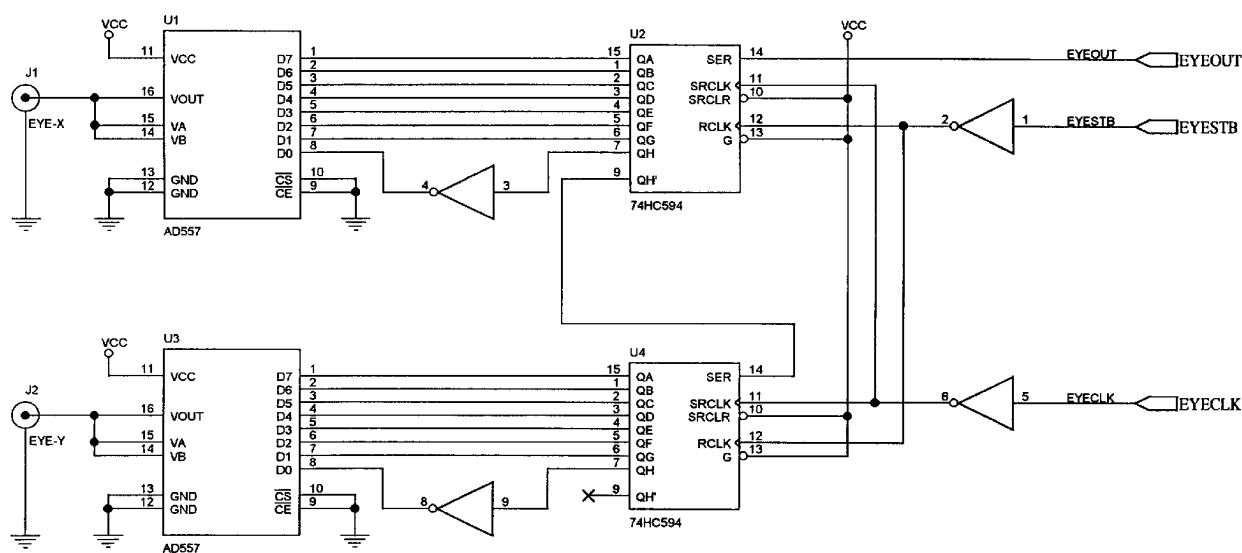 VCC
U1
U2
VCC
J1
EYE-X
11 VCC
16 VOUT
15 VA
14 VB
13 GND
12 GND
D7 1
D6 2
D5 3
D4 4
D3 5
D2 6
D1 7
D0 8
CS 10
CE 9
AD557
4 3
15 QA
1 QB
2 QC
3 QD
4 QE
5 QF
6 QG
7 QH
9 QH'
SER 14
SRCLK 11
SRCLR 10
RCLK 12
G 13
74HC594
EYEOUT EYEOUT
2 1 EYESTB EYESTB
VCC
U3
U4
J2
EYE-Y
11 VCC
16 VOUT
15 VA
14 VB
13 GND
12 GND
D7 1
D6 2
D5 3
D4 4
D3 5
D2 6
D1 7
D0 8
CS 10
CE 9
AD557
8 9
15 QA
1 QB
2 QC
3 QD
4 QE
5 QF
6 QG
7 QH
9 QH'
SER 14
SRCLK 11
SRCLR 10
RCLK 12
G 13
74HC594
6 5 EYECLK EYECLK